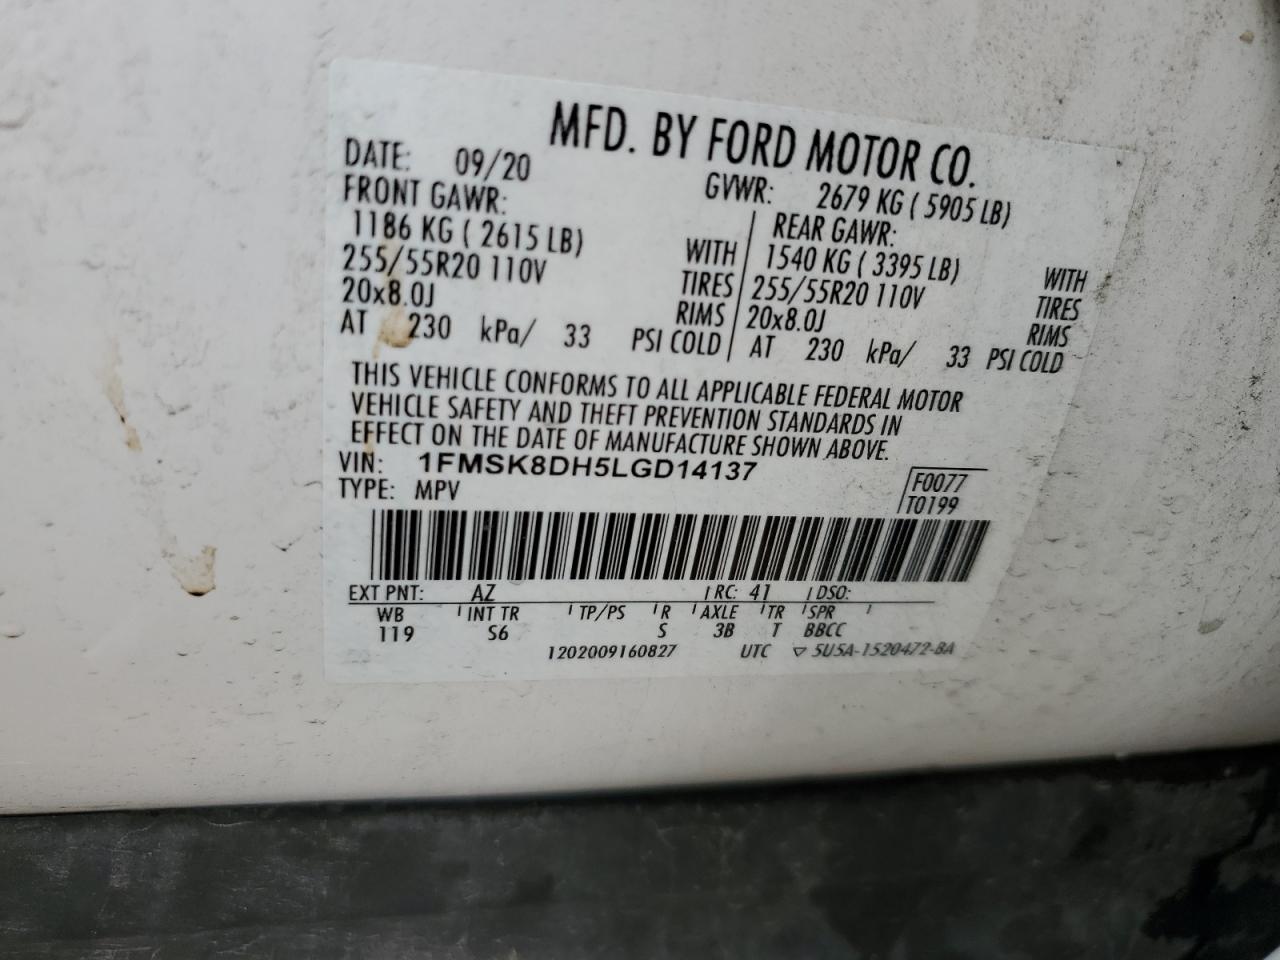 MFD. BY FORD MOTOR CO.
DATE: 09/20 GVWR: 2679 KG ( 5905 LB)
FRONT GAWR: REAR GAWR:
1186 KG ( 2615 LB) WITH 1540 KG ( 3395 LB) WITH
255/55R20 110V TIRES 255/55R20 110V TIRES
20x8.0J RIMS 20x8.0J RIMS
AT 230 kPa/ 33 PSI COLD AT 230 kPa/ 33 PSI COLD
THIS VEHICLE CONFORMS TO ALL APPLICABLE FEDERAL MOTOR
VEHICLE SAFETY AND THEFT PREVENTION STANDARDS IN
EFFECT ON THE DATE OF MANUFACTURE SHOWN ABOVE.
VIN: 1FMSK8DH5LGD14137
TYPE: MPV
F0077
T0199
EXT PNT: AZ RC: 41 DSO:
WB INT TR TP/PS R AXLE TR SPR
119 S6 S 3B T BBCC
1202009160827 UTC ▽ 5U5A-1520472-BA